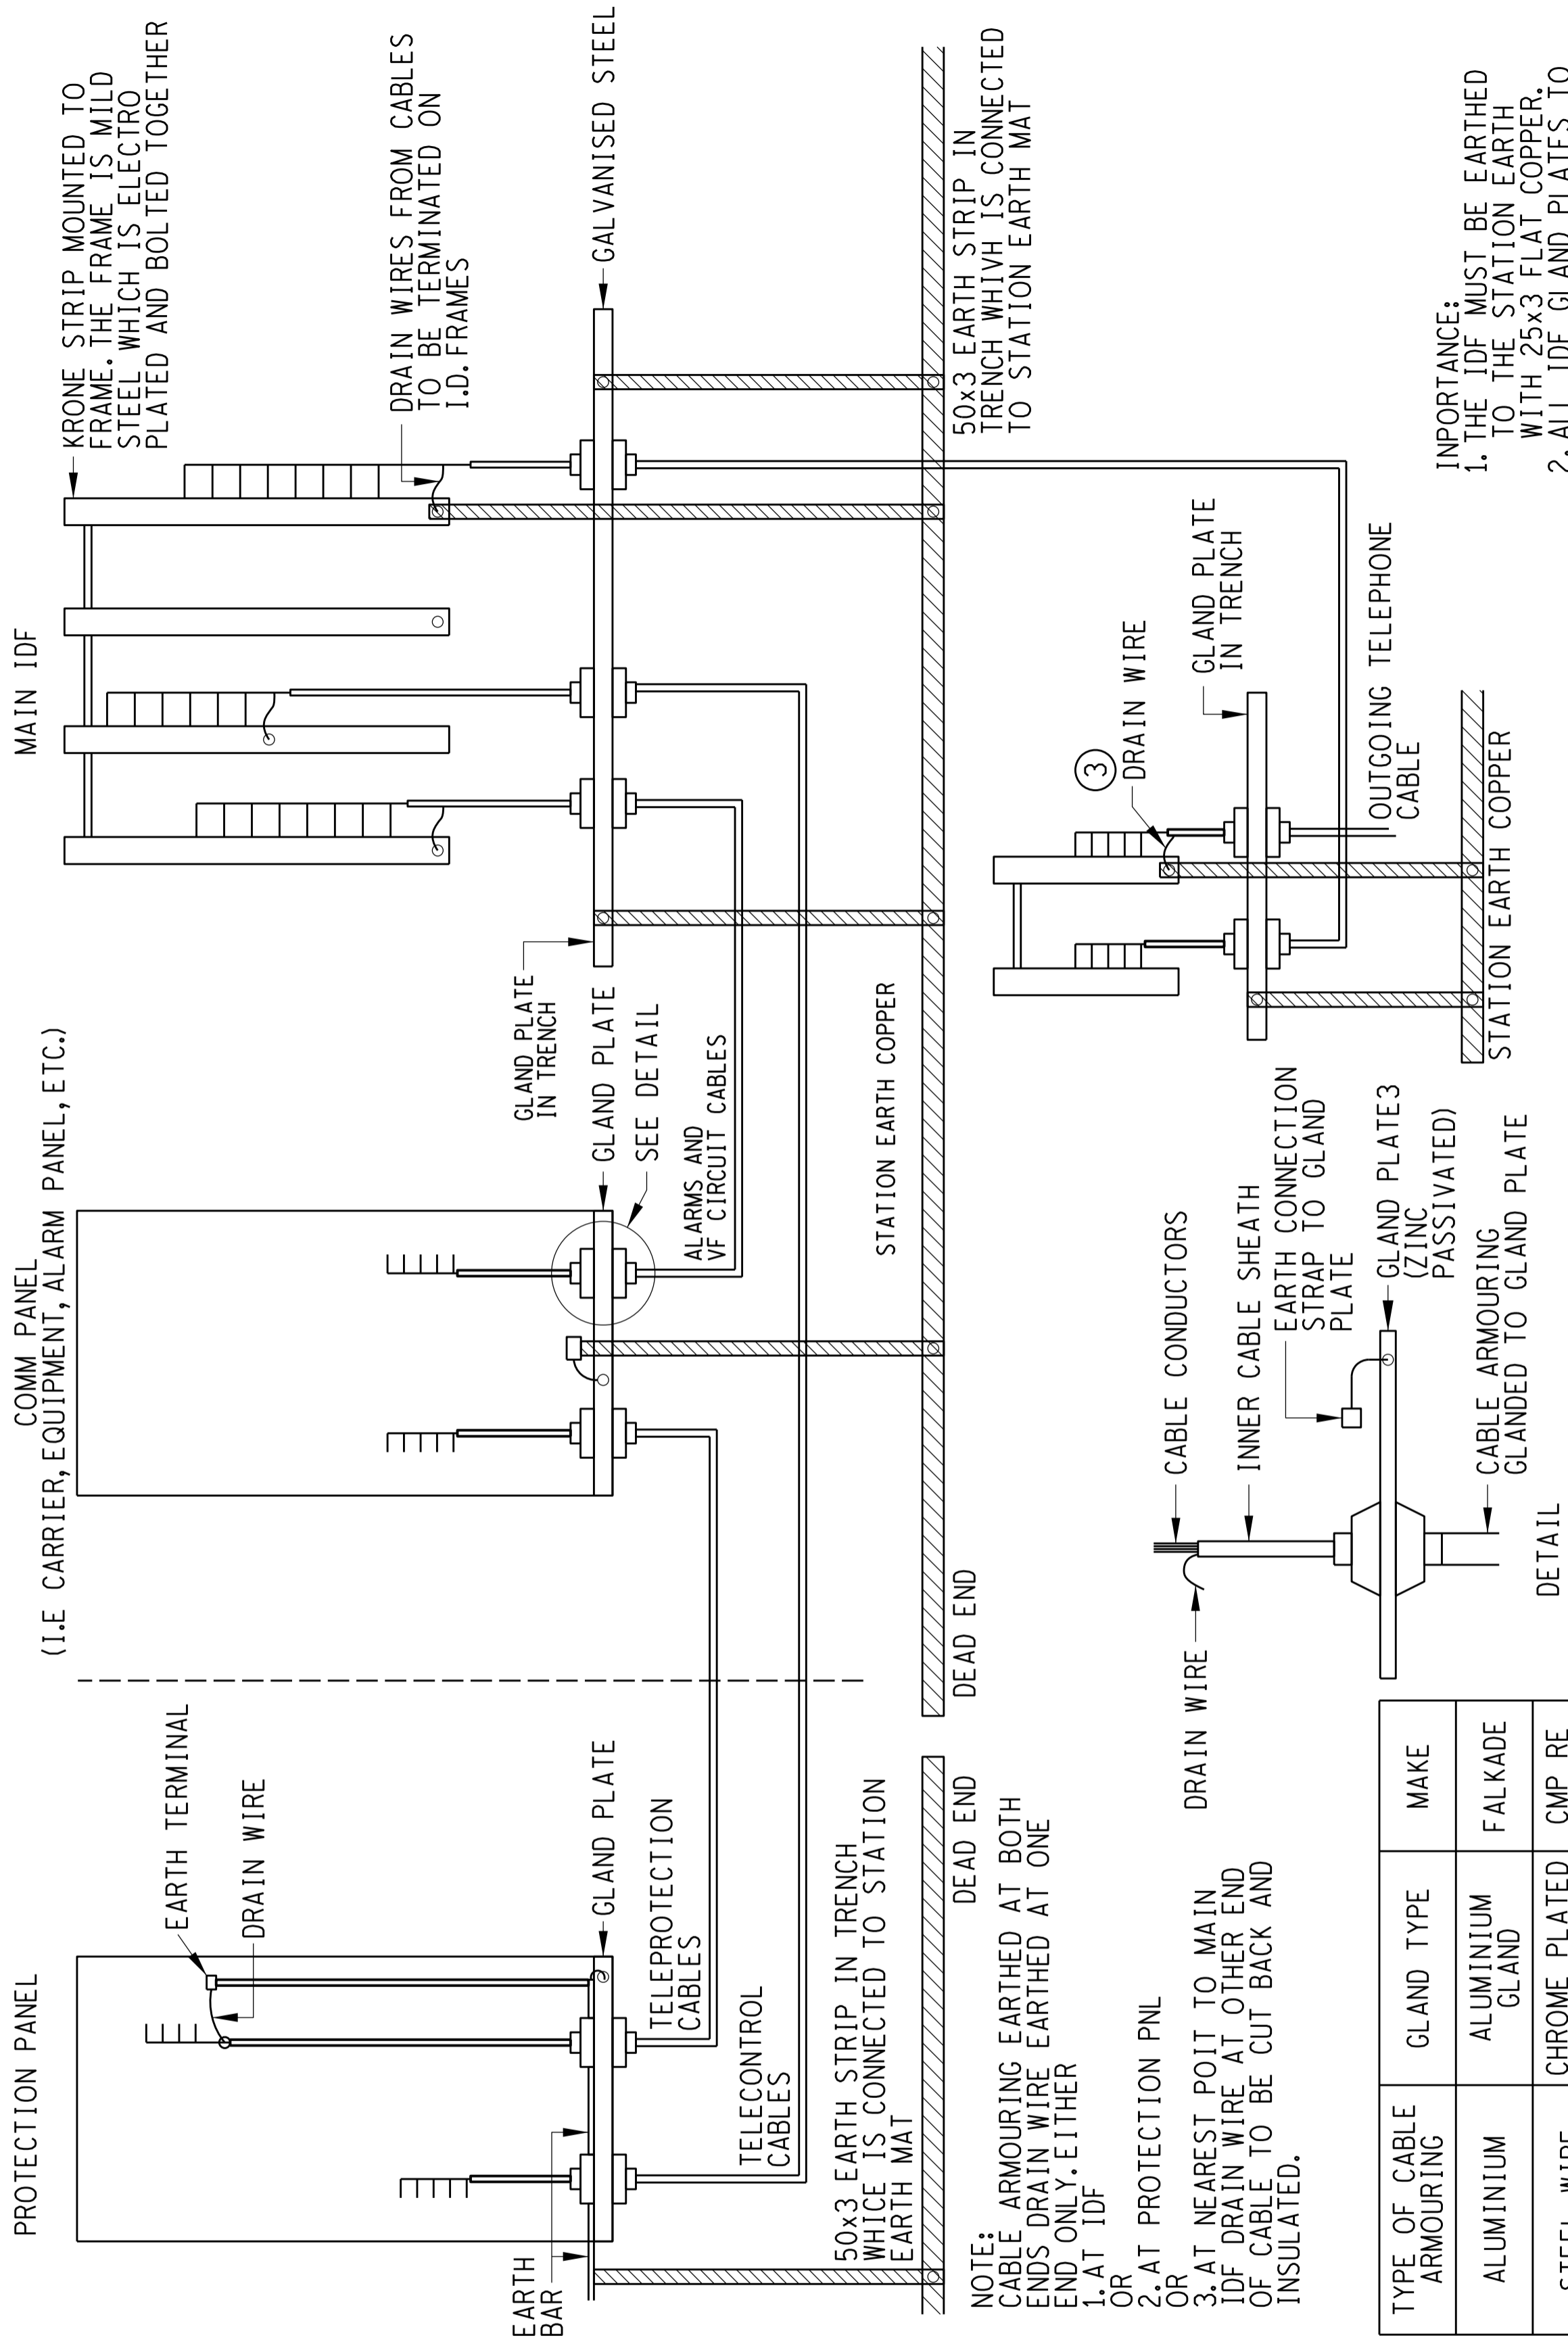 PROTECTION PANEL
EARTH TERMINAL
DRAIN WIRE
GLAND PLATE
EARTH
BAR
TELEPROTECTION
CABLES
TELECONTROL
CABLES
50x3 EARTH STRIP IN TRENCH
WHICE IS CONNECTED TO STATION
EARTH MAT
DEAD END
COMM PANEL
(I.E CARRIER, EQUIPMENT, ALARM PANEL, ETC.)
GLAND PLATE
SEE DETAIL
ALARMS AND
VF CIRCUIT CABLES
STATION EARTH COPPER
DEAD END
MAIN IDF
KRONE STRIP MOUNTED TO
FRAME. THE FRAME IS MILD
STEEL WHICH IS ELECTRO
PLATED AND BOLTED TOGETHER
DRAIN WIRES FROM CABLES
TO BE TERMINATED ON
I.D. FRAMES
GALVANISED STEEL
GLAND PLATE
IN TRENCH
50x3 EARTH STRIP IN
TRENCH WHIVH IS CONNECTED
TO STATION EARTH MAT
NOTE:
CABLE ARMOURING EARTHED AT BOTH
ENDS DRAIN WIRE EARTHED AT ONE
END ONLY. EITHER
1. AT IDF
OR
2. AT PROTECTION PNL
OR
3. AT NEAREST POIT TO MAIN
IDF DRAIN WIRE AT OTHER END
OF CABLE TO BE CUT BACK AND
INSULATED.
TYPE OF CABLE
ARMOURING
GLAND TYPE
MAKE
ALUMINIUM
ALUMINIUM
GLAND
FALKADE
STEEL WIRE
CHROME PLATED
CMP RE
DRAIN WIRE
CABLE CONDUCTORS
INNER CABLE SHEATH
EARTH CONNECTION
STRAP TO GLAND
PLATE
GLAND PLATE3
(ZINC
PASSIVATED)
CABLE ARMOURING
GLANDED TO GLAND PLATE
DETAIL
3
DRAIN WIRE
GLAND PLATE
IN TRENCH
OUTGOING TELEPHONE
CABLE
STATION EARTH COPPER
INPORTANCE:
1. THE IDF MUST BE EARTHED
TO THE STATION EARTH
WITH 25x3 FLAT COPPER.
2. ALL IDF GLAND PLATES TO